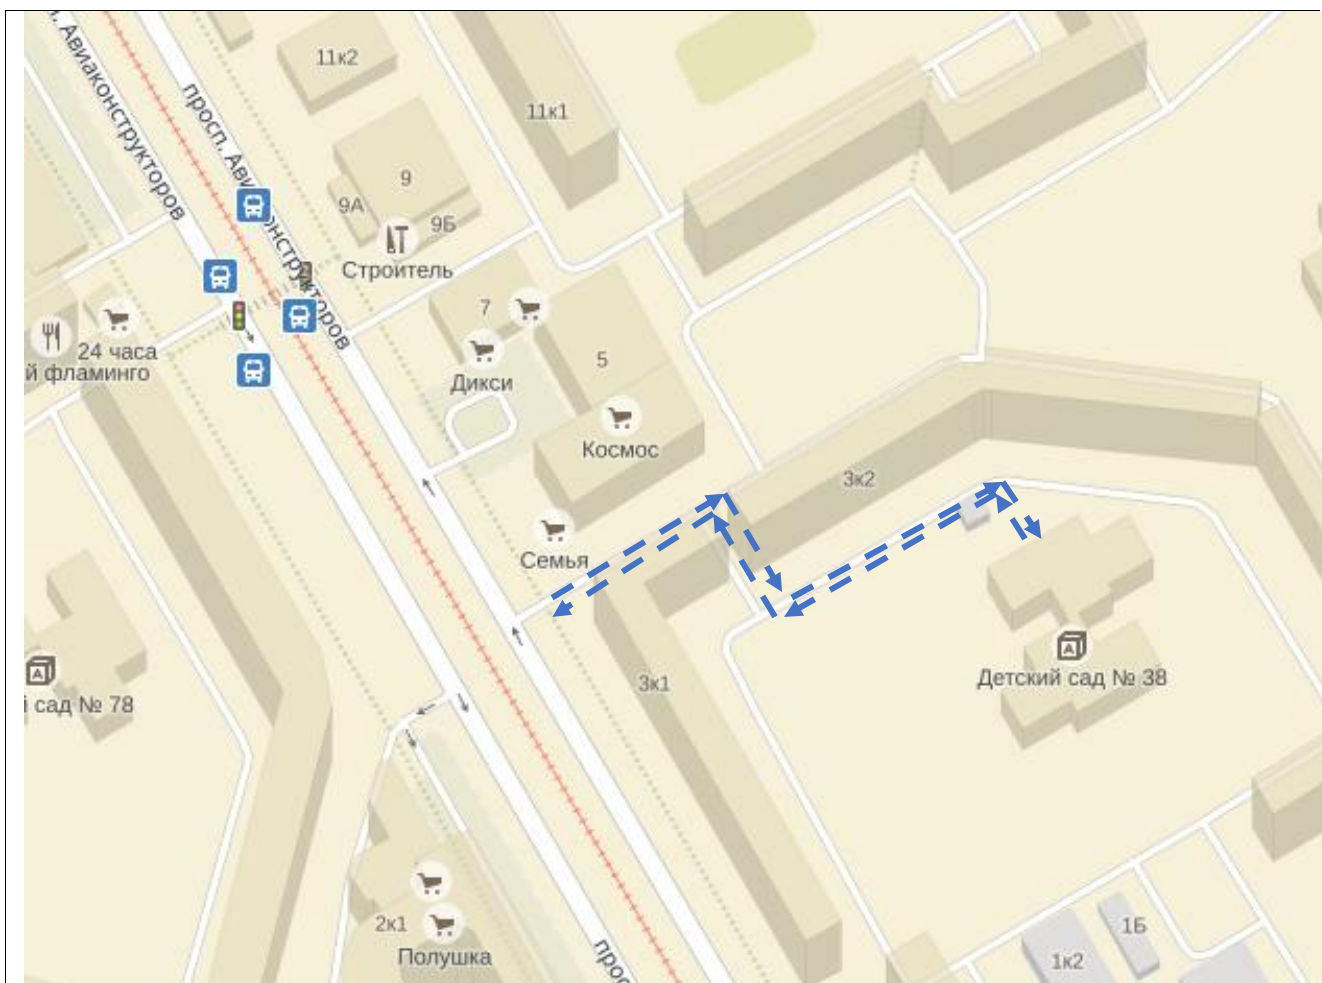 . Авиаконструкторов
просп. Авиаконструкторов
11к2
11к1
9
9А
9Б
Строитель
7
24 часа
й фламинго
5
Дикси
Космос
3к2
Семья
3к1
Детский сад № 38
сад № 78
2к1
1Б
Полушка
1к2
прос